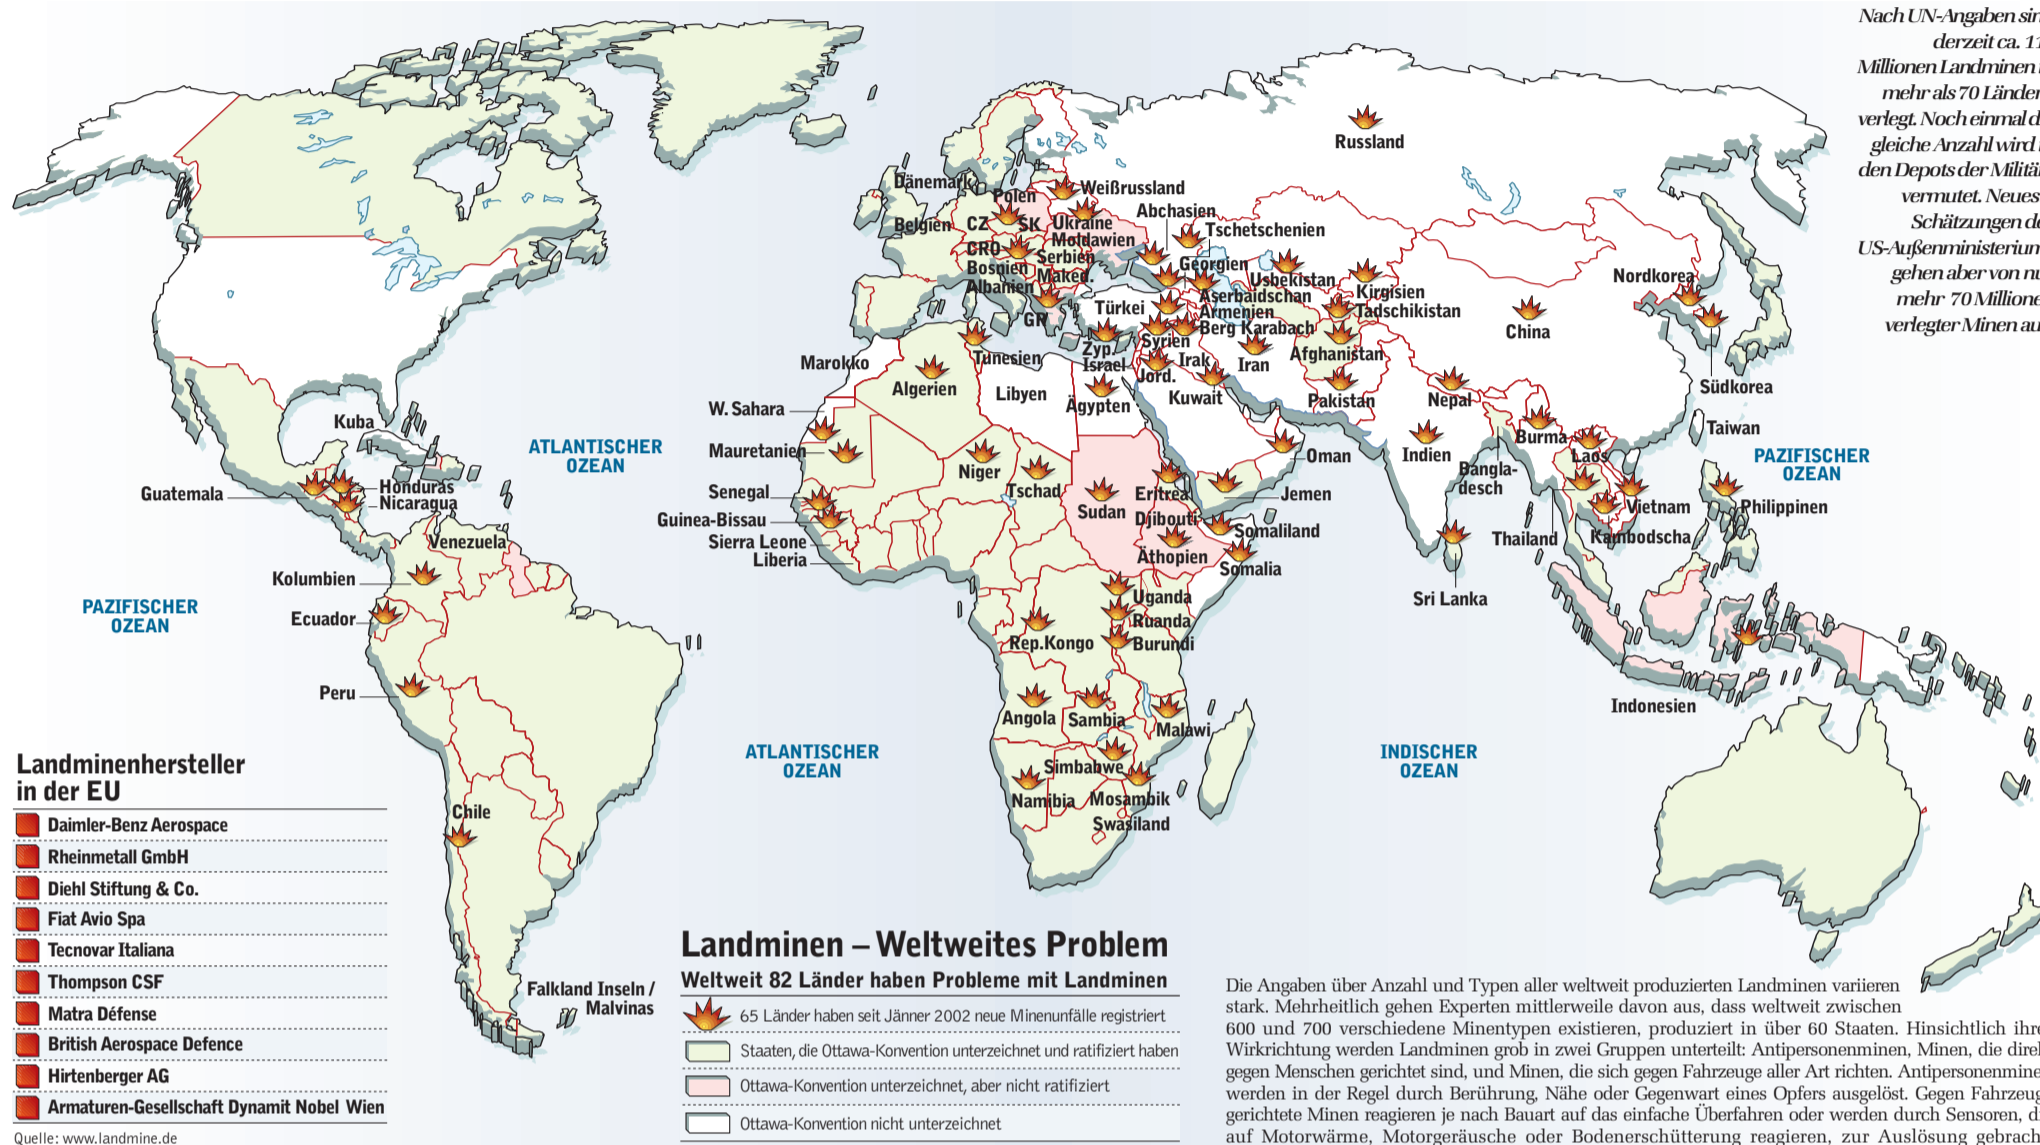 Nach UN-Angaben
derzeit ca.
Millionen Landminen
mehr als 70 Länder
verlegt. Noch einmal
gleiche Anzahl wird
den Depots der
vermutet. Neues
Schätzungen
US-Außenministerium
gehen aber von
mehr 70 Millione
verlegter Minen
Russland
Dänemark
Polen
Weißrussland
Belgien
CZ
SK
Ukraine
Abchasien
Moldawien
Tschetschenien
CRO
Serbien
Bosnien
Maked.
Albanien
Georgien
Usbekistan
Kirgisien
Nordkorea
Aserbaidschan
Tadschikistan
Armenien
Türkei
GR
Berg Karabach
China
Zyp.
Syrien
Israel
Irak
Iran
Afghanistan
Jord.
Marokko
Tunesien
Algerien
Libyen
Ägypten
Kuwait
Pakistan
Nepal
Südkorea
W. Sahara
Kuba
Taiwan
ATLANTISCHER
OZEAN
Mauretanien
Niger
Tschad
Oman
Indien
Burma
Laos
PAZIFISCHER
OZEAN
Bangla-
desch
Guatemala
Honduras
Nicaragua
Senegal
Sudan
Eritrea
Jemen
Vietnam
Philippinen
Guinea-Bissau
Djibouti
Somaliland
Sierra Leone
Liberia
Äthopien
Somalia
Thailand
Kambodscha
Venezuela
Kolumbien
Uganda
Sri Lanka
PAZIFISCHER
OZEAN
Ecuador
Ruanda
Rep.Kongo
Burundi
Peru
Angola
Sambia
Malawi
Indonesien
ATLANTISCHER
OZEAN
INDISCHER
OZEAN
Simbabwe
Namibia
Mosambik
Swasiland
Chile
Falkland Inseln /
Malvinas
Landminenhersteller
in der EU
Daimler-Benz Aerospace
Rheinmetall GmbH
Diehl Stiftung & Co.
Fiat Avio Spa
Tecnovar Italiana
Thompson CSF
Matra Défense
British Aerospace Defence
Hirtenberger AG
Armaturen-Gesellschaft Dynamit Nobel Wien
Quelle: www.landmine.de
Landminen – Weltweites Problem
Weltweit 82 Länder haben Probleme mit Landminen
65 Länder haben seit Jänner 2002 neue Minenunfälle registriert
Staaten, die Ottawa-Konvention unterzeichnet und ratifiziert haben
Ottawa-Konvention unterzeichnet, aber nicht ratifiziert
Ottawa-Konvention nicht unterzeichnet
Die Angaben über Anzahl und Typen aller weltweit produzierten Landminen variieren
stark. Mehrheitlich gehen Experten mittlerweile davon aus, dass weltweit zwischen
600 und 700 verschiedene Minentypen existieren, produziert in über 60 Staaten. Hinsichtlich ihre
Wirkrichtung werden Landminen grob in zwei Gruppen unterteilt: Antipersonenminen, Minen, die
gegen Menschen gerichtet sind, und Minen, die sich gegen Fahrzeuge aller Art richten. Antipersonenmine
werden in der Regel durch Berührung, Nähe oder Gegenwart eines Opfers ausgelöst. Gegen Fahrzeug
gerichtete Minen reagieren je nach Bauart auf das einfache Überfahren oder werden durch Sensoren,
auf Motorwärme, Motorgeräusche oder Bodenerschütterung reagieren, zur Auslösung gebrach